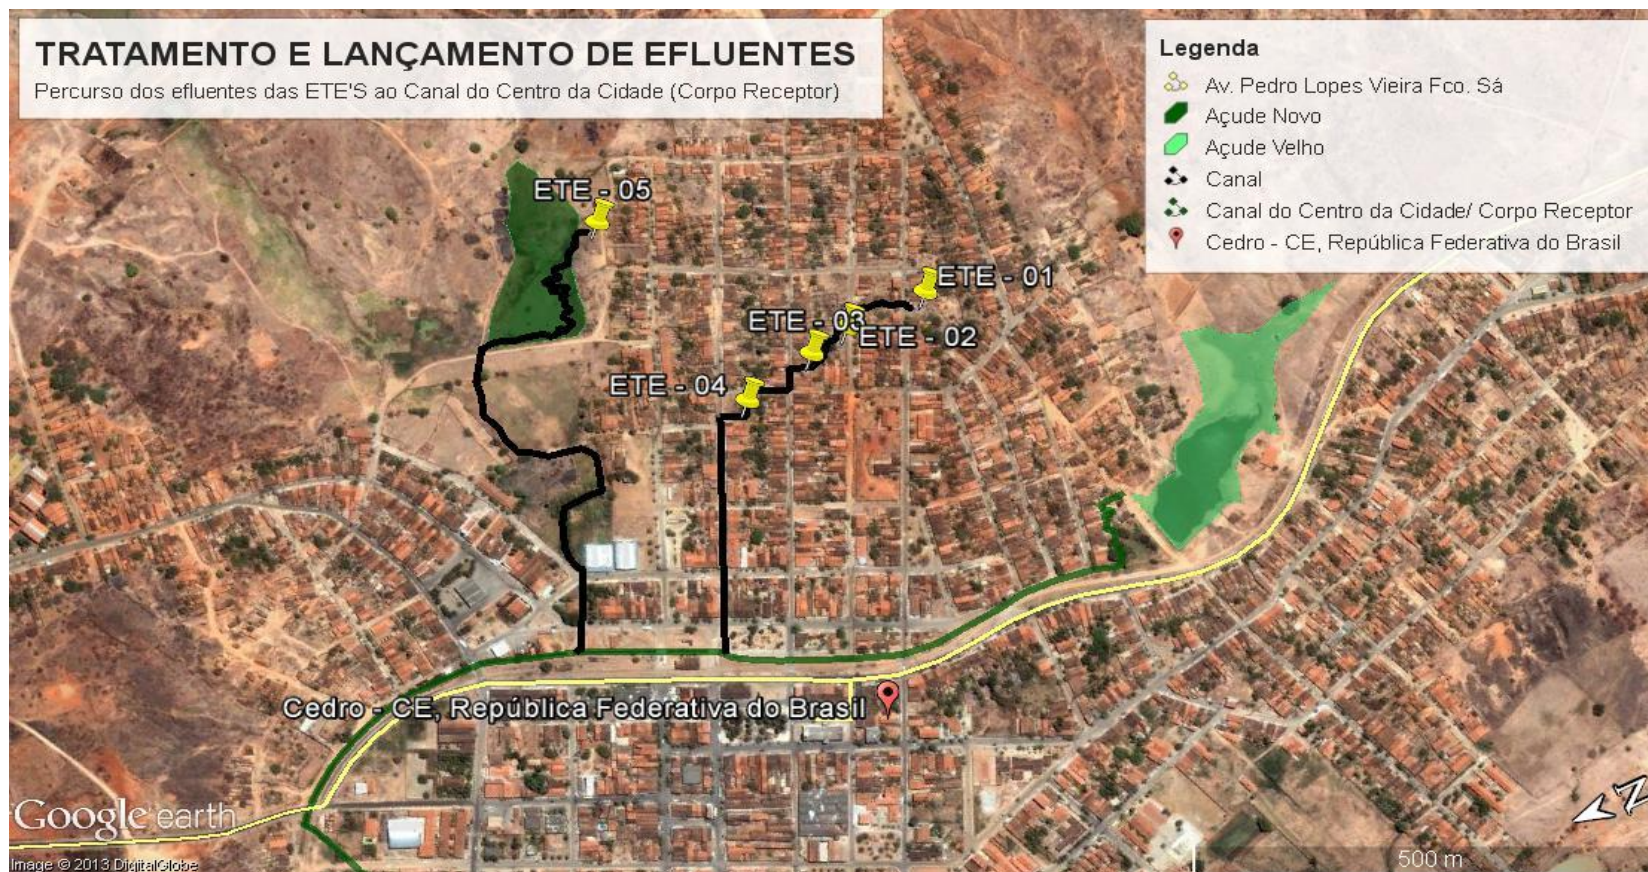 TRATAMENTO E LANÇAMENTO DE EFLUENTES
Percurso dos efluentes das ETE'S ao Canal do Centro da Cidade (Corpo Receptor)
Legenda
Av. Pedro Lopes Vieira Fco. Sá
Açude Novo
Açude Velho
Canal
Canal do Centro da Cidade/ Corpo Receptor
Cedro - CE, República Federativa do Brasil
ETE - 05
ETE - 01
ETE - 03
ETE - 02
ETE - 04
Cedro - CE, República Federativa do Brasil
Google earth
N
Image © 2013 DigitalGlobe
500 m